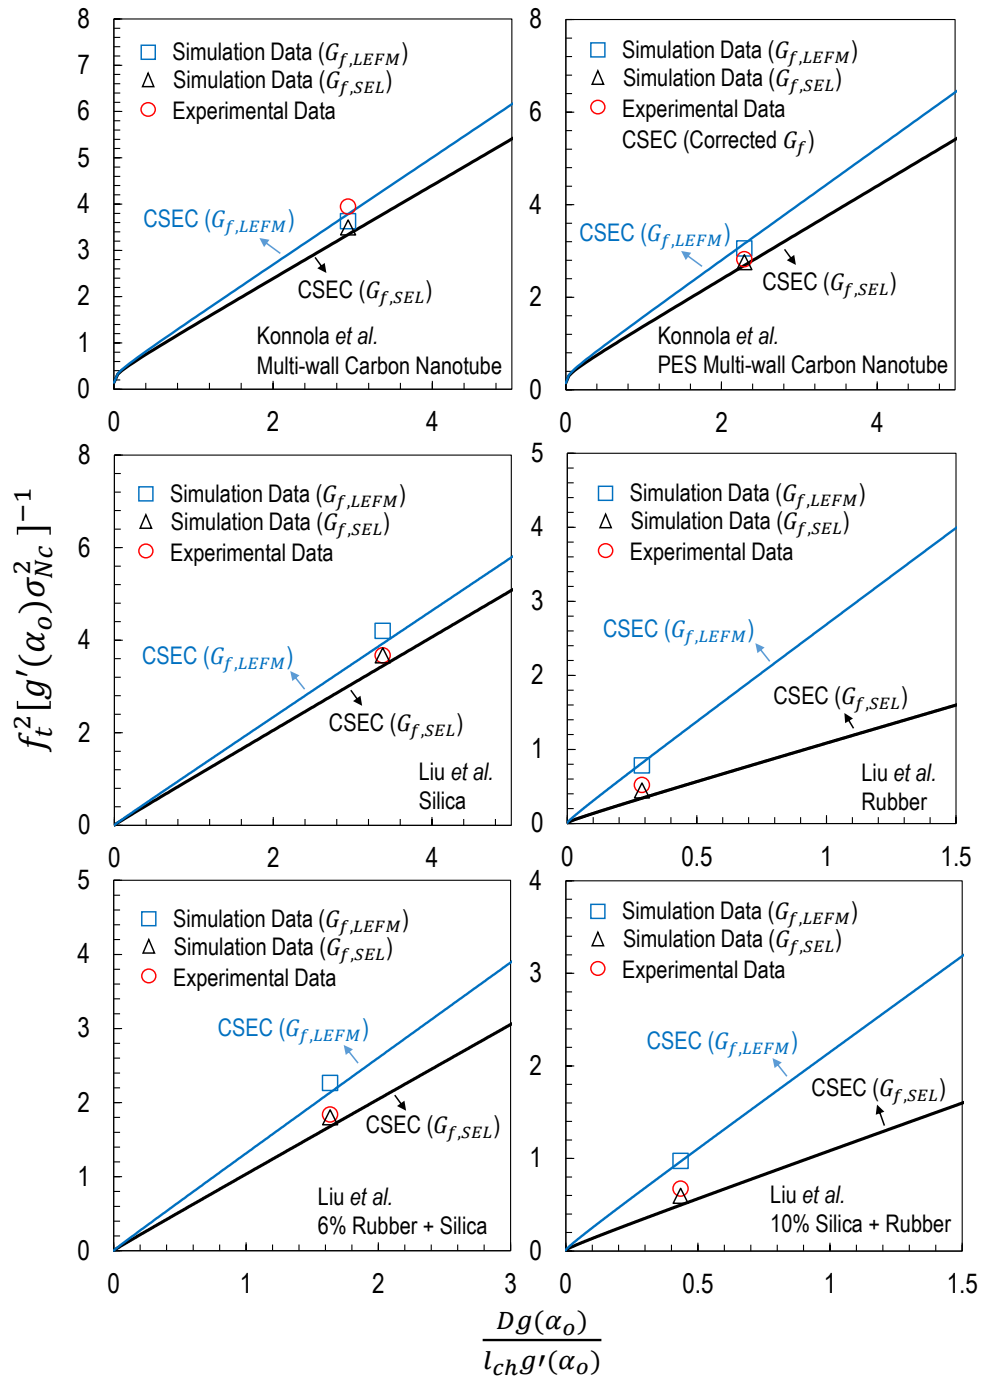 8
6
4
3
2
1
0
0
2
4
Simulation Data (G_{f,LEFM})
Simulation Data (G_{f,SEL})
Experimental Data
CSEC (G_{f,LEFM})
CSEC (G_{f,SEL})
Konnola et al.
Multi-wall Carbon Nanotube
8
6
4
2
0
0
2
4
Simulation Data (G_{f,LEFM})
Simulation Data (G_{f,SEL})
Experimental Data
CSEC (Corrected G_f)
CSEC (G_{f,LEFM})
CSEC (G_{f,SEL})
Konnola et al.
PES Multi-wall Carbon Nanotube
f_t^2[g′(α_o)σ_{Nc}^2]^{−1}
8
6
4
2
0
0
2
4
Simulation Data (G_{f,LEFM})
Simulation Data (G_{f,SEL})
Experimental Data
CSEC (G_{f,LEFM})
CSEC (G_{f,SEL})
Liu et al.
Silica
5
4
3
2
1
0
0
0.5
1
1.5
Simulation Data (G_{f,LEFM})
Simulation Data (G_{f,SEL})
Experimental Data
CSEC (G_{f,LEFM})
CSEC (G_{f,SEL})
Liu et al.
Rubber
5
4
3
2
1
0
0
1
2
3
Simulation Data (G_{f,LEFM})
Simulation Data (G_{f,SEL})
Experimental Data
CSEC (G_{f,LEFM})
CSEC (G_{f,SEL})
Liu et al.
6% Rubber + Silica
4
3
2
1
0
0
0.5
1
1.5
Simulation Data (G_{f,LEFM})
Simulation Data (G_{f,SEL})
Experimental Data
CSEC (G_{f,LEFM})
CSEC (G_{f,SEL})
Liu et al.
10% Silica + Rubber
Dg(α_o)
l_{ch}g′(α_o)